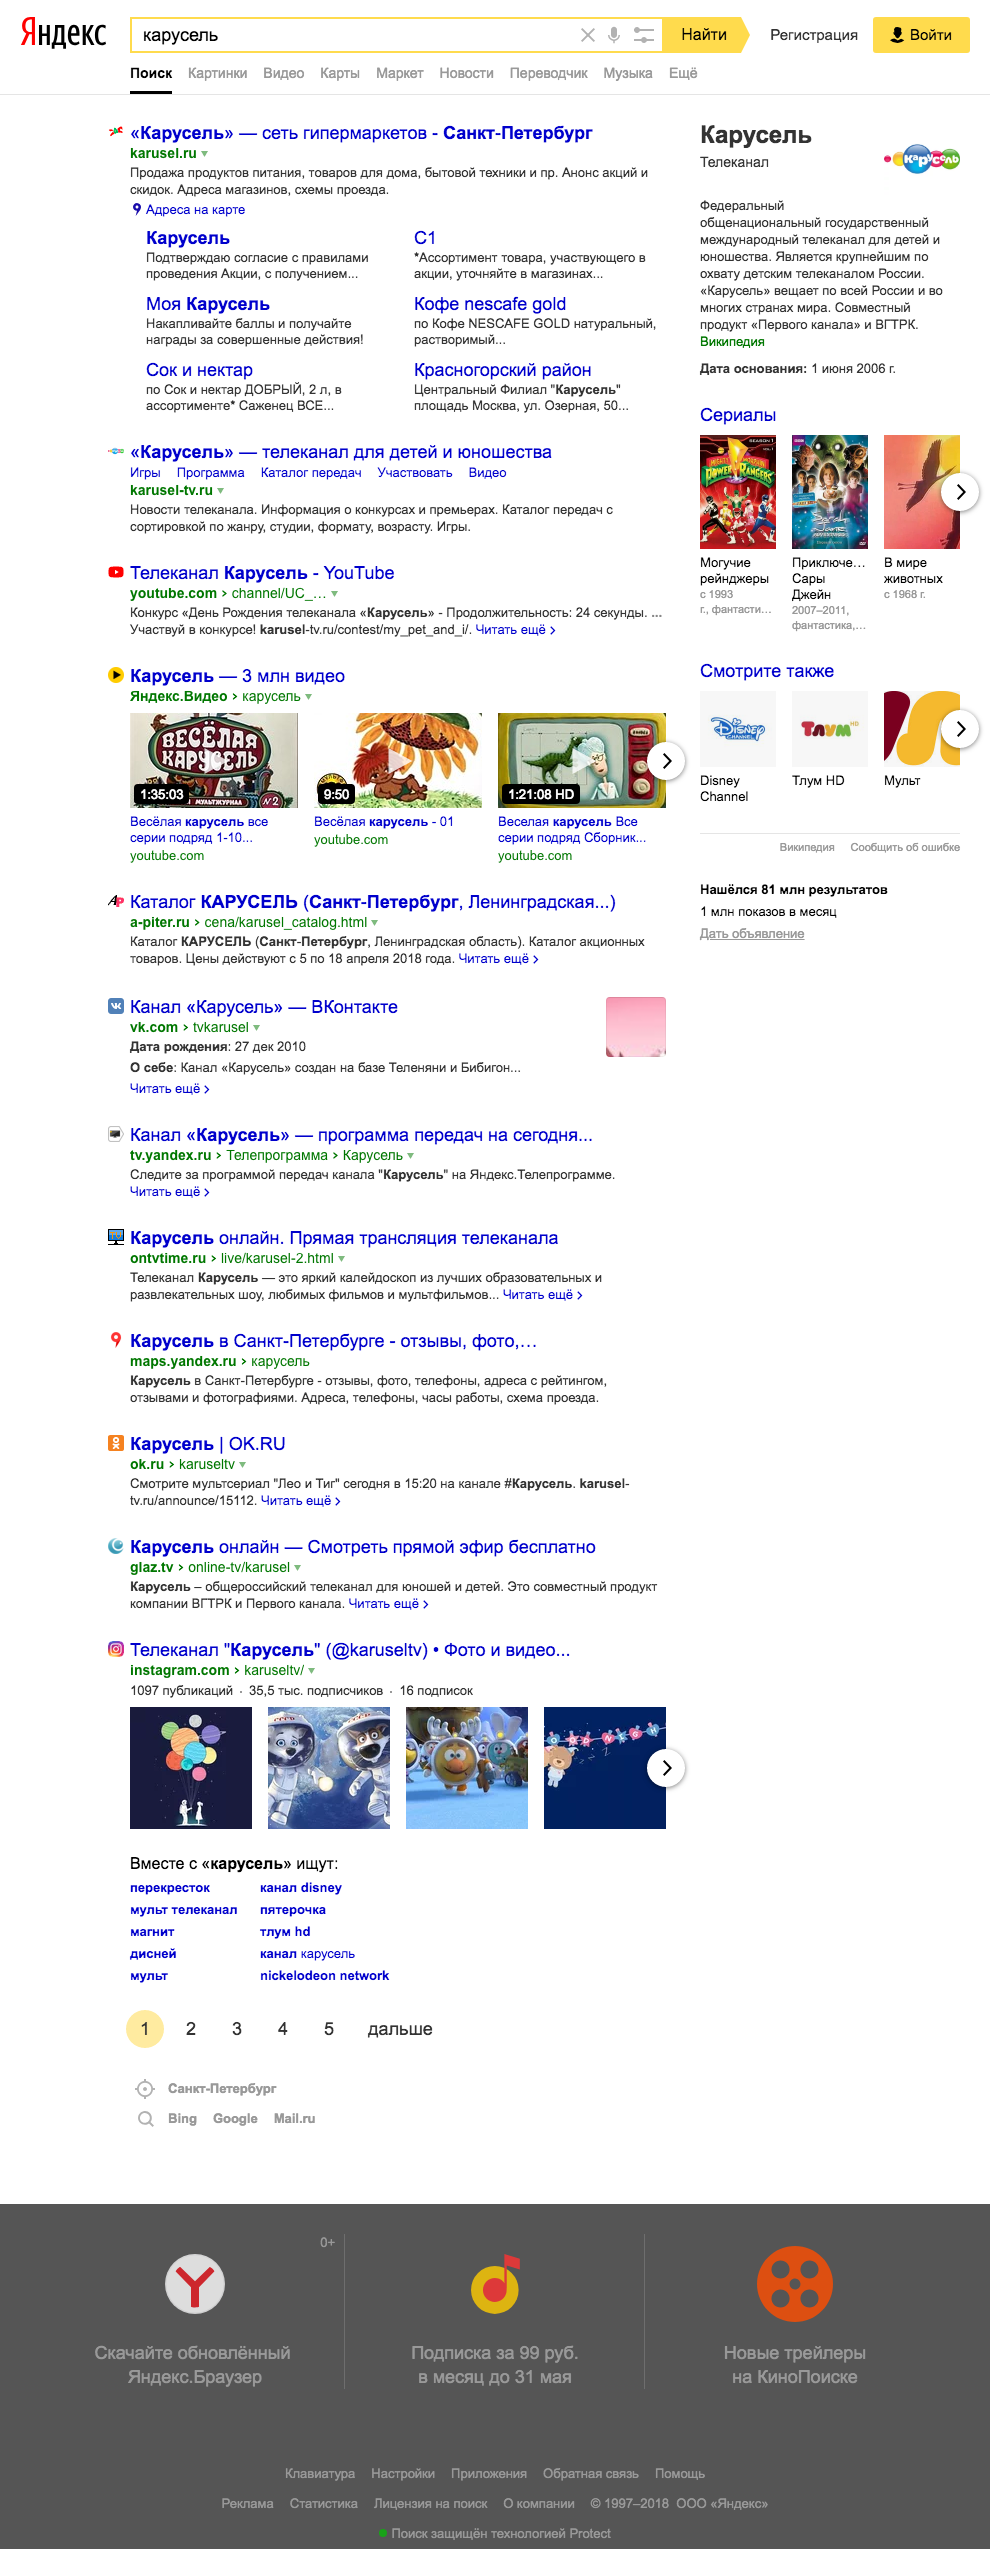 Яндекс
карусель
Найти
Регистрация
Войти
Поиск Картинки Видео Карты Маркет Новости Переводчик Музыка Ещё
«Карусель» — сеть гипермаркетов - Санкт-Петербург
karusel.ru
Продажа продуктов питания, товаров для дома, бытовой техники и пр. Анонс акций и
скидок. Адреса магазинов, схемы проезда.
Адреса на карте
Карусель
Подтверждаю согласие с правилами
проведения Акции, с получением...
С1
*Ассортимент товара, участвующего в
акции, уточняйте в магазинах...
Моя Карусель
Накапливайте баллы и получайте
награды за совершенные действия!
Кофе nescafe gold
по Кофе NESCAFE GOLD натуральный,
растворимый...
Сок и нектар
по Сок и нектар ДОБРЫЙ, 2 л, в
ассортименте* Саженец ВСЕ...
Красногорский район
Центральный Филиал "Карусель"
площадь Москва, ул. Озерная, 50...
«Карусель» — телеканал для детей и юношества
Игры Программа Каталог передач Участвовать Видео
karusel-tv.ru
Новости телеканала. Информация о конкурсах и премьерах. Каталог передач с
сортировкой по жанру, студии, формату, возрасту. Игры.
Телеканал Карусель - YouTube
youtube.com › channel/UC_...
Конкурс «День Рождения телеканала «Карусель» - Продолжительность: 24 секунды. ...
Участвуй в конкурсе! karusel-tv.ru/contest/my_pet_and_i/. Читать ещё ›
Карусель — 3 млн видео
Яндекс.Видео › карусель
ВЕСЁЛАЯ
КАРУСЕЛЬ
МУЛЬТЖУРНАЛ №2
1:35:03
9:50
1:21:08 HD
Весёлая карусель все
серии подряд 1-10...
youtube.com
Весёлая карусель - 01
youtube.com
Веселая карусель Все
серии подряд Сборник...
youtube.com
Каталог КАРУСЕЛЬ (Санкт-Петербург, Ленинградская...)
a-piter.ru › cena/karusel_catalog.html
Каталог КАРУСЕЛЬ (Санкт-Петербург, Ленинградская область). Каталог акционных
товаров. Цены действуют с 5 по 18 апреля 2018 года. Читать ещё ›
Канал «Карусель» — ВКонтакте
vk.com › tvkarusel
Дата рождения: 27 дек 2010
О себе: Канал «Карусель» создан на базе Теленяни и Бибигон...
Читать ещё ›
Канал «Карусель» — программа передач на сегодня...
tv.yandex.ru › Телепрограмма › Карусель
Следите за программой передач канала "Карусель" на Яндекс.Телепрограмме.
Читать ещё ›
Карусель онлайн. Прямая трансляция телеканала
ontvtime.ru › live/karusel-2.html
Телеканал Карусель — это яркий калейдоскоп из лучших образовательных и
развлекательных шоу, любимых фильмов и мультфильмов... Читать ещё ›
Карусель в Санкт-Петербурге - отзывы, фото,...
maps.yandex.ru › карусель
Карусель в Санкт-Петербурге - отзывы, фото, телефоны, адреса с рейтингом,
отзывами и фотографиями. Адреса, телефоны, часы работы, схема проезда.
Карусель | OK.RU
ok.ru › karuseltv
Смотрите мультсериал "Лео и Тиг" сегодня в 15:20 на канале #Карусель. karusel-
tv.ru/announce/15112. Читать ещё ›
Карусель онлайн — Смотреть прямой эфир бесплатно
glaz.tv › online-tv/karusel
Карусель – общероссийский телеканал для юношей и детей. Это совместный продукт
компании ВГТРК и Первого канала. Читать ещё ›
Телеканал "Карусель" (@karuseltv) • Фото и видео...
instagram.com › karuseltv/
1097 публикаций · 35,5 тыс. подписчиков · 16 подписок
Вместе с «карусель» ищут:
перекресток канал disney
мульт телеканал пятерочка
магнит тлум hd
дисней канал карусель
мульт nickelodeon network
1 2 3 4 5 дальше
Санкт-Петербург
Bing Google Mail.ru
Карусель
Телеканал
Карусель
Федеральный
общенациональный государственный
международный телеканал для детей и
юношества. Является крупнейшим по
охвату детским телеканалом России.
«Карусель» вещает по всей России и во
многих странах мира. Совместный
продукт «Первого канала» и ВГТРК.
Википедия
Дата основания: 1 июня 2006 г.
Сериалы
SEASON 1
POWER RANGERS
Могучие
рейнджеры
с 1993
г., фантасти...
Приключе...
Сары
Джейн
2007–2011,
фантастика,...
В мире
животных
с 1968 г.
Смотрите также
Disney
CHANNEL
Тлум HD
Disney
Channel
Тлум HD
Мульт
Википедия Сообщить об ошибке
Нашёлся 81 млн результатов
1 млн показов в месяц
Дать объявление
0+
Скачайте обновлённый
Яндекс.Браузер
Подписка за 99 руб.
в месяц до 31 мая
Новые трейлеры
на КиноПоиске
Клавиатура Настройки Приложения Обратная связь Помощь
Реклама Статистика Лицензия на поиск О компании © 1997–2018 ООО «Яндекс»
Поиск защищён технологией Protect